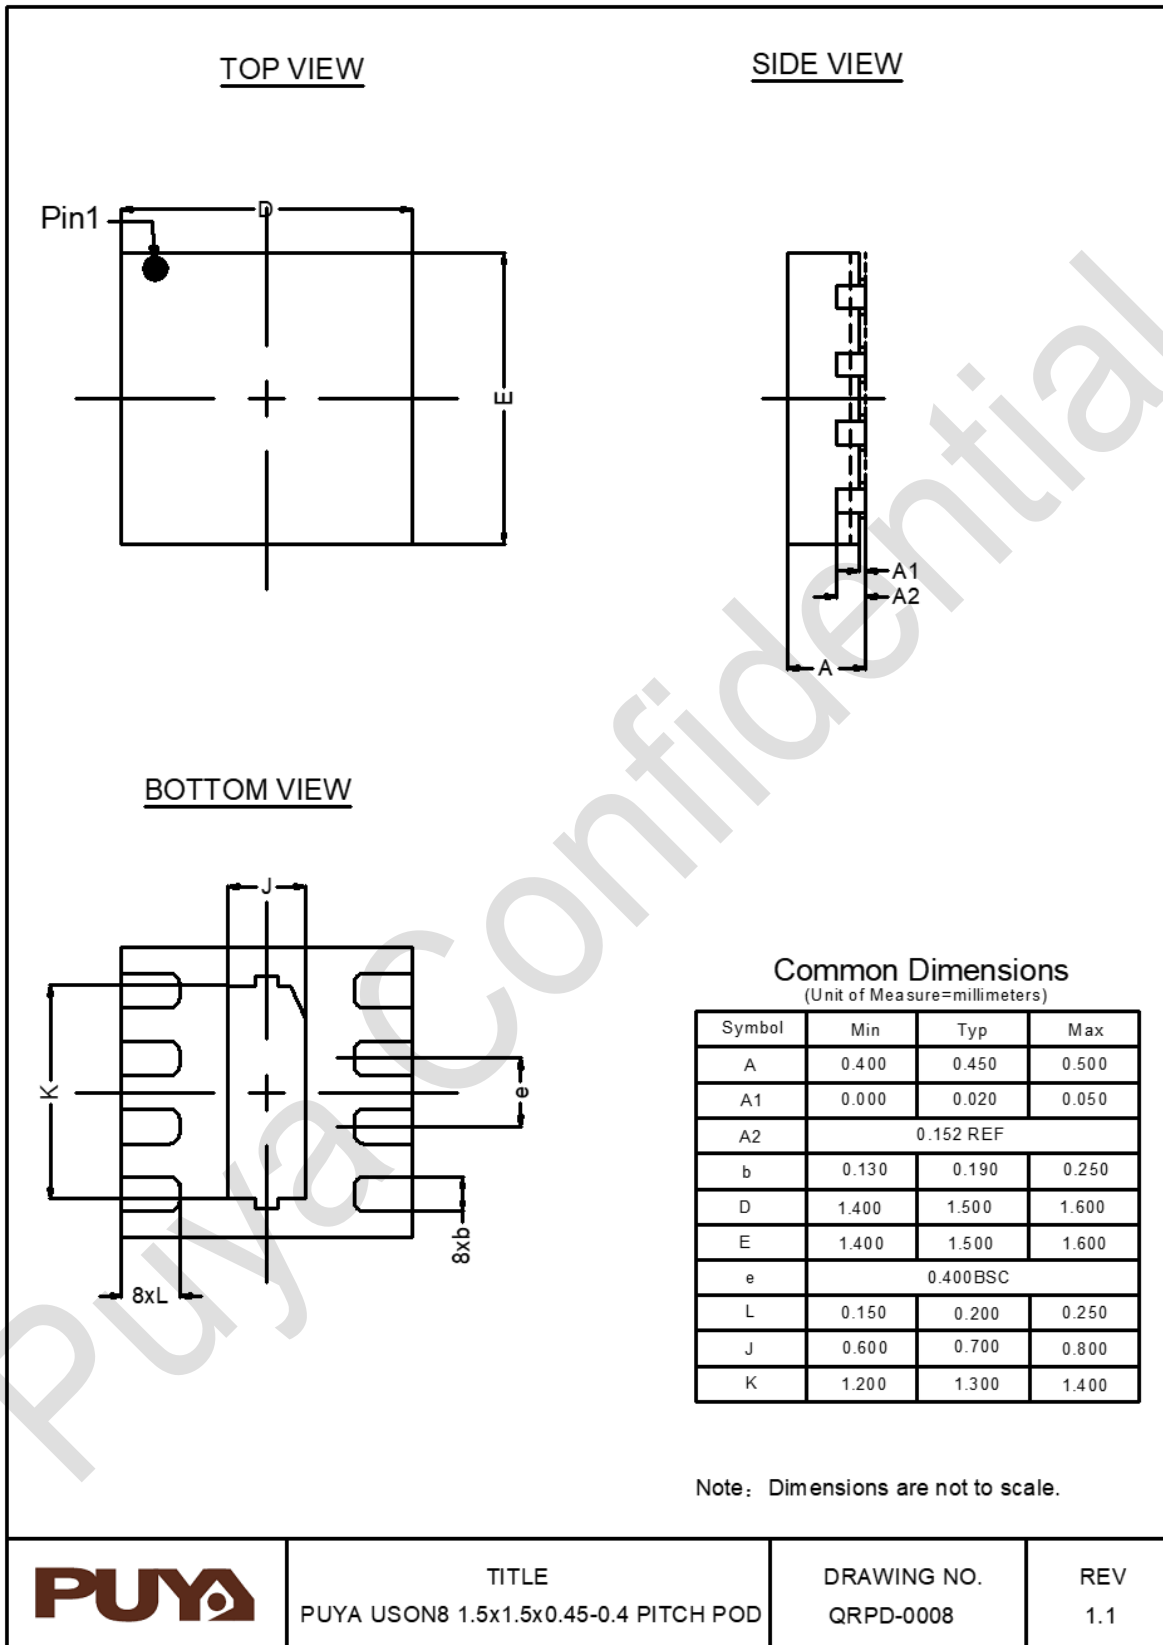 TOP VIEW
SIDE VIEW
Pin1
D
E
A1
A2
A
BOTTOM VIEW
J
K
e
8xb
8xL
Common Dimensions
(Unit of Measure=millimeters)
Symbol Min Typ Max
A 0.400 0.450 0.500
A1 0.000 0.020 0.050
A2 0.152 REF
b 0.130 0.190 0.250
D 1.400 1.500 1.600
E 1.400 1.500 1.600
e 0.400BSC
L 0.150 0.200 0.250
J 0.600 0.700 0.800
K 1.200 1.300 1.400
Note: Dimensions are not to scale.
Puya Confidential
PUYA
TITLE
PUYA USON8 1.5x1.5x0.45-0.4 PITCH POD
DRAWING NO.
QRPD-0008
REV
1.1